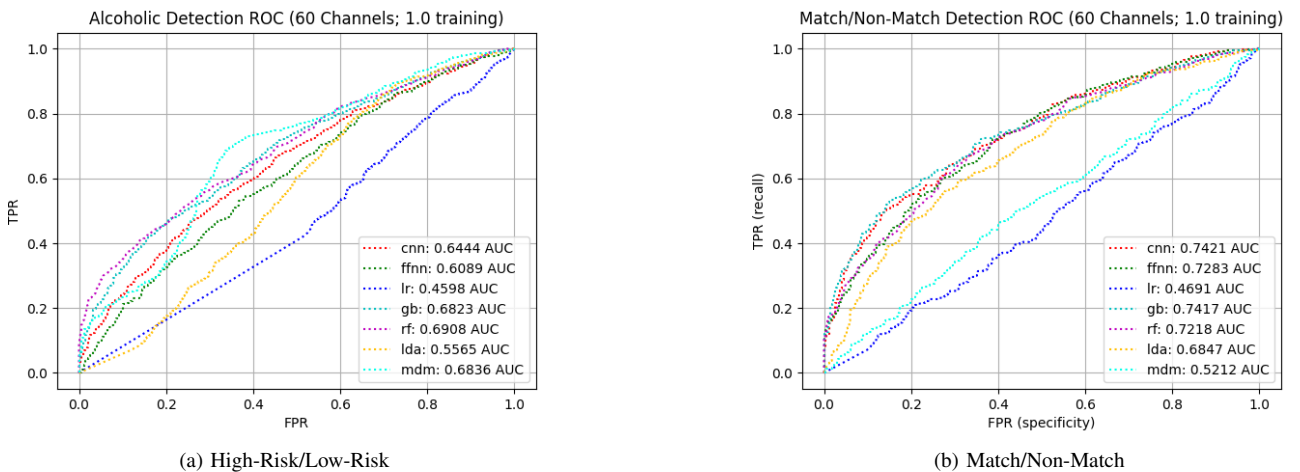 Alcoholic Detection ROC (60 Channels; 1.0 training)
1.0
0.8
0.6
0.4
0.2
0.0
TPR
cnn: 0.6444 AUC
ffnn: 0.6089 AUC
lr: 0.4598 AUC
gb: 0.6823 AUC
rf: 0.6908 AUC
lda: 0.5565 AUC
mdm: 0.6836 AUC
0.0 0.2 0.4 0.6 0.8 1.0
FPR
(a) High-Risk/Low-Risk
Match/Non-Match Detection ROC (60 Channels; 1.0 training)
1.0
0.8
0.6
0.4
0.2
0.0
TPR (recall)
cnn: 0.7421 AUC
ffnn: 0.7283 AUC
lr: 0.4691 AUC
gb: 0.7417 AUC
rf: 0.7218 AUC
lda: 0.6847 AUC
mdm: 0.5212 AUC
0.0 0.2 0.4 0.6 0.8 1.0
FPR (specificity)
(b) Match/Non-Match